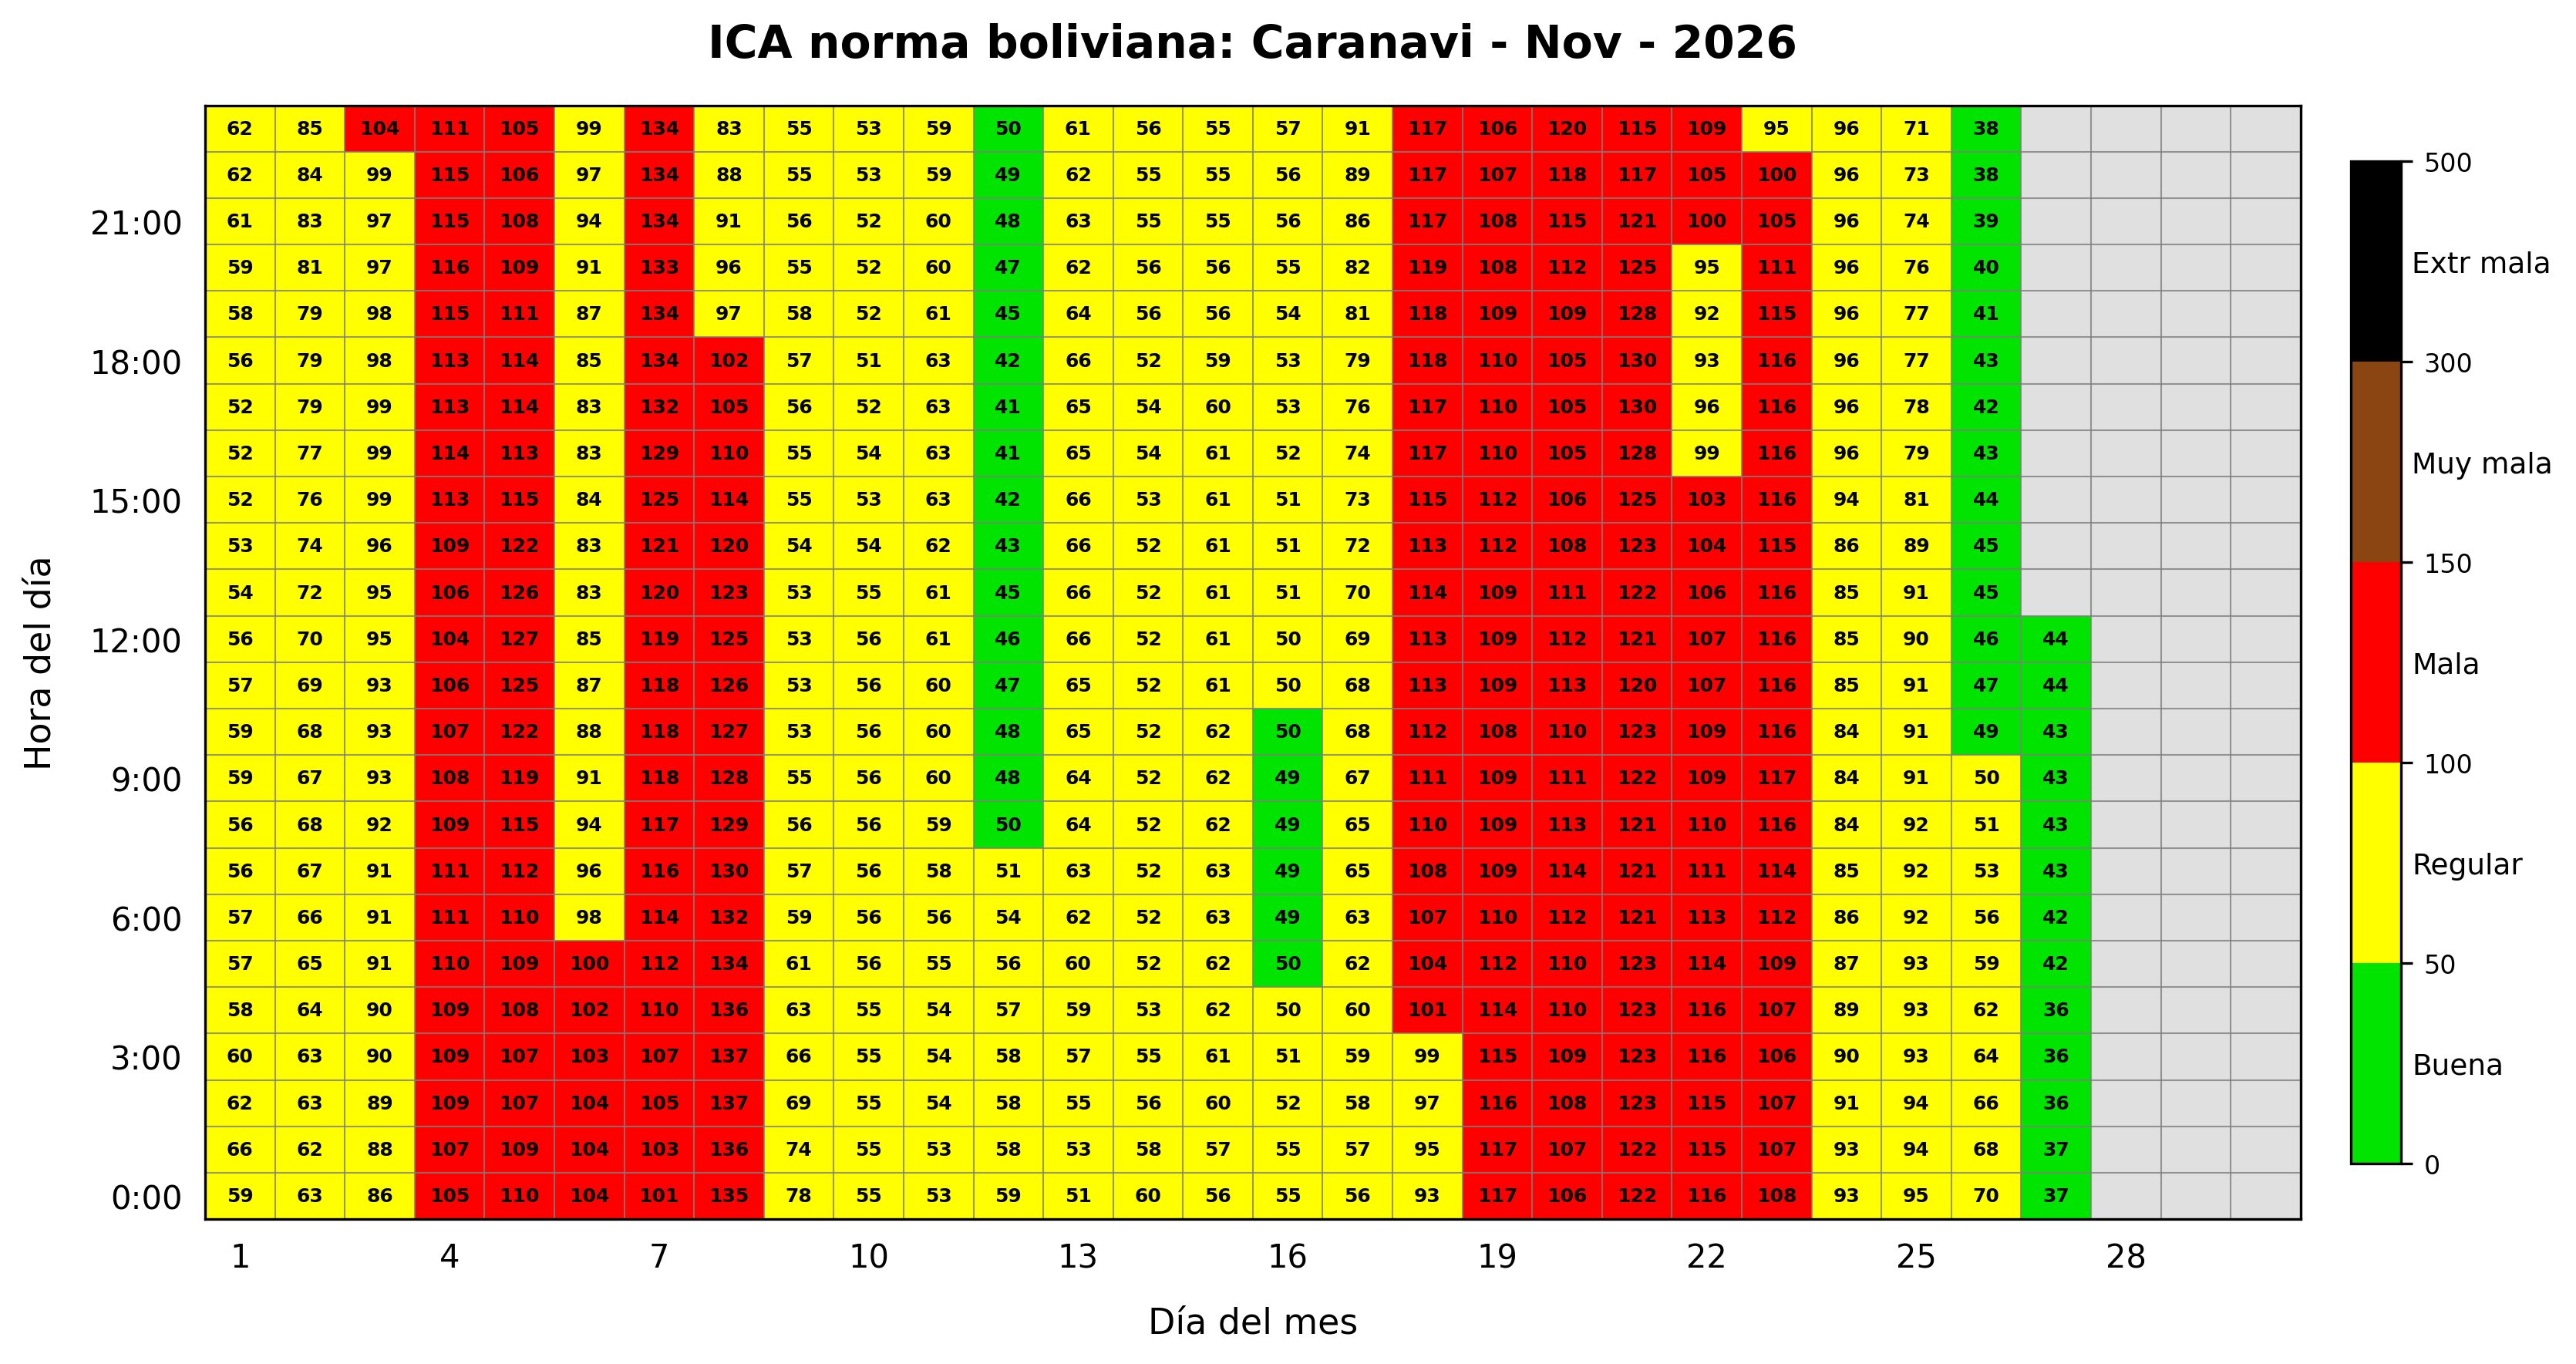 ICA norma boliviana: Caranavi - Nov - 2026
62 85 104 111 105 99 134 83 55 53 59 50 61 56 55 57 91 117 106 120 115 109 95 96 71 38
62 84 99 115 106 97 134 88 55 53 59 49 62 55 55 56 89 117 107 118 117 105 100 96 73 38
21:00 61 83 97 115 108 94 134 91 56 52 60 48 63 55 55 56 86 117 108 115 121 100 105 96 74 39
59 81 97 116 109 91 133 96 55 52 60 47 62 56 56 55 82 119 108 112 125 95 111 96 76 40
58 79 98 115 111 87 134 97 58 52 61 45 64 56 56 54 81 118 109 109 128 92 115 96 77 41
18:00 56 79 98 113 114 85 134 102 57 51 63 42 66 52 59 53 79 118 110 105 130 93 116 96 77 43
52 79 99 113 114 83 132 105 56 52 63 41 65 54 60 53 76 117 110 105 130 96 116 96 78 42
52 77 99 114 113 83 129 110 55 54 63 41 65 54 61 52 74 117 110 105 128 99 116 96 79 43
15:00 52 76 99 113 115 84 125 114 55 53 63 42 66 53 61 51 73 115 112 106 125 103 116 94 81 44
53 74 96 109 122 83 121 120 54 54 62 43 66 52 61 51 72 113 112 108 123 104 115 86 89 45
54 72 95 106 126 83 120 123 53 55 61 45 66 52 61 51 70 114 109 111 122 106 116 85 91 45
12:00 56 70 95 104 127 85 119 125 53 56 61 46 66 52 61 50 69 113 109 112 121 107 116 85 90 46 44
57 69 93 106 125 87 118 126 53 56 60 47 65 52 61 50 68 113 109 113 120 107 116 85 91 47 44
59 68 93 107 122 88 118 127 53 56 60 48 65 52 62 50 68 112 108 110 123 109 116 84 91 49 43
9:00 59 67 93 108 119 91 118 128 55 56 60 48 64 52 62 49 67 111 109 111 122 109 117 84 91 50 43
56 68 92 109 115 94 117 129 56 56 59 50 64 52 62 49 65 110 109 113 121 110 116 84 92 51 43
56 67 91 111 112 96 116 130 57 56 58 51 63 52 63 49 65 108 109 114 121 111 114 85 92 53 43
6:00 57 66 91 111 110 98 114 132 59 56 56 54 62 52 63 49 63 107 110 112 121 113 112 86 92 56 42
57 65 91 110 109 100 112 134 61 56 55 56 60 52 62 50 62 104 112 110 123 114 109 87 93 59 42
58 64 90 109 108 102 110 136 63 55 54 57 59 53 62 50 60 101 114 110 123 116 107 89 93 62 36
3:00 60 63 90 109 107 103 107 137 66 55 54 58 57 55 61 51 59 99 115 109 123 116 106 90 93 64 36
62 63 89 109 107 104 105 137 69 55 54 58 55 56 60 52 58 97 116 108 123 115 107 91 94 66 36
66 62 88 107 109 104 103 136 74 55 53 58 53 58 57 55 57 95 117 107 122 115 107 93 94 68 37
0:00 59 63 86 105 110 104 101 135 78 55 53 59 51 60 56 55 56 93 117 106 122 116 108 93 95 70 37
1 4 7 10 13 16 19 22 25 28
Día del mes
Hora del día
500
Extr mala
300
Muy mala
150
Mala
100
Regular
50
Buena
0